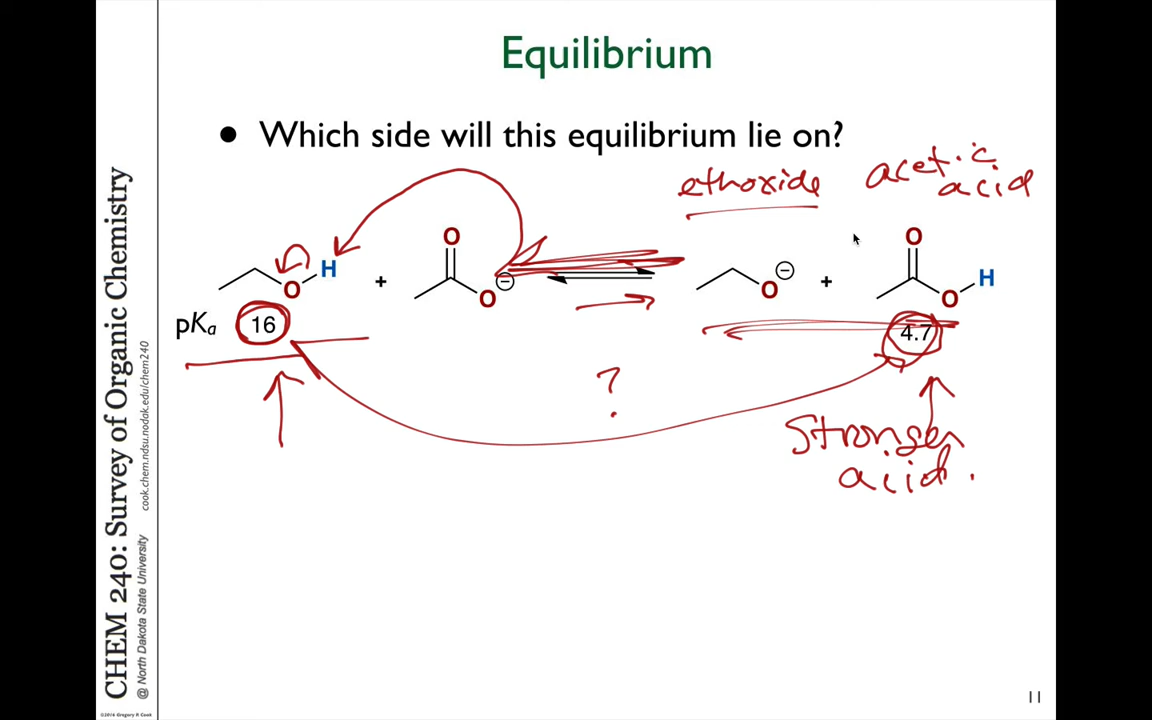 Equilibrium
• Which side will this equilibrium lie on?
ethoxide
acetic
acid
O
O
H
O
+
O
⊖
O
⊖
+
O
H
pKa 16
4.7
?
Stronger
acid.
CHEM 240: Survey of Organic Chemistry
@ North Dakota State University
cook.chem.ndsu.nodak.edu/chem240
©2016 Gregory R. Cook
11